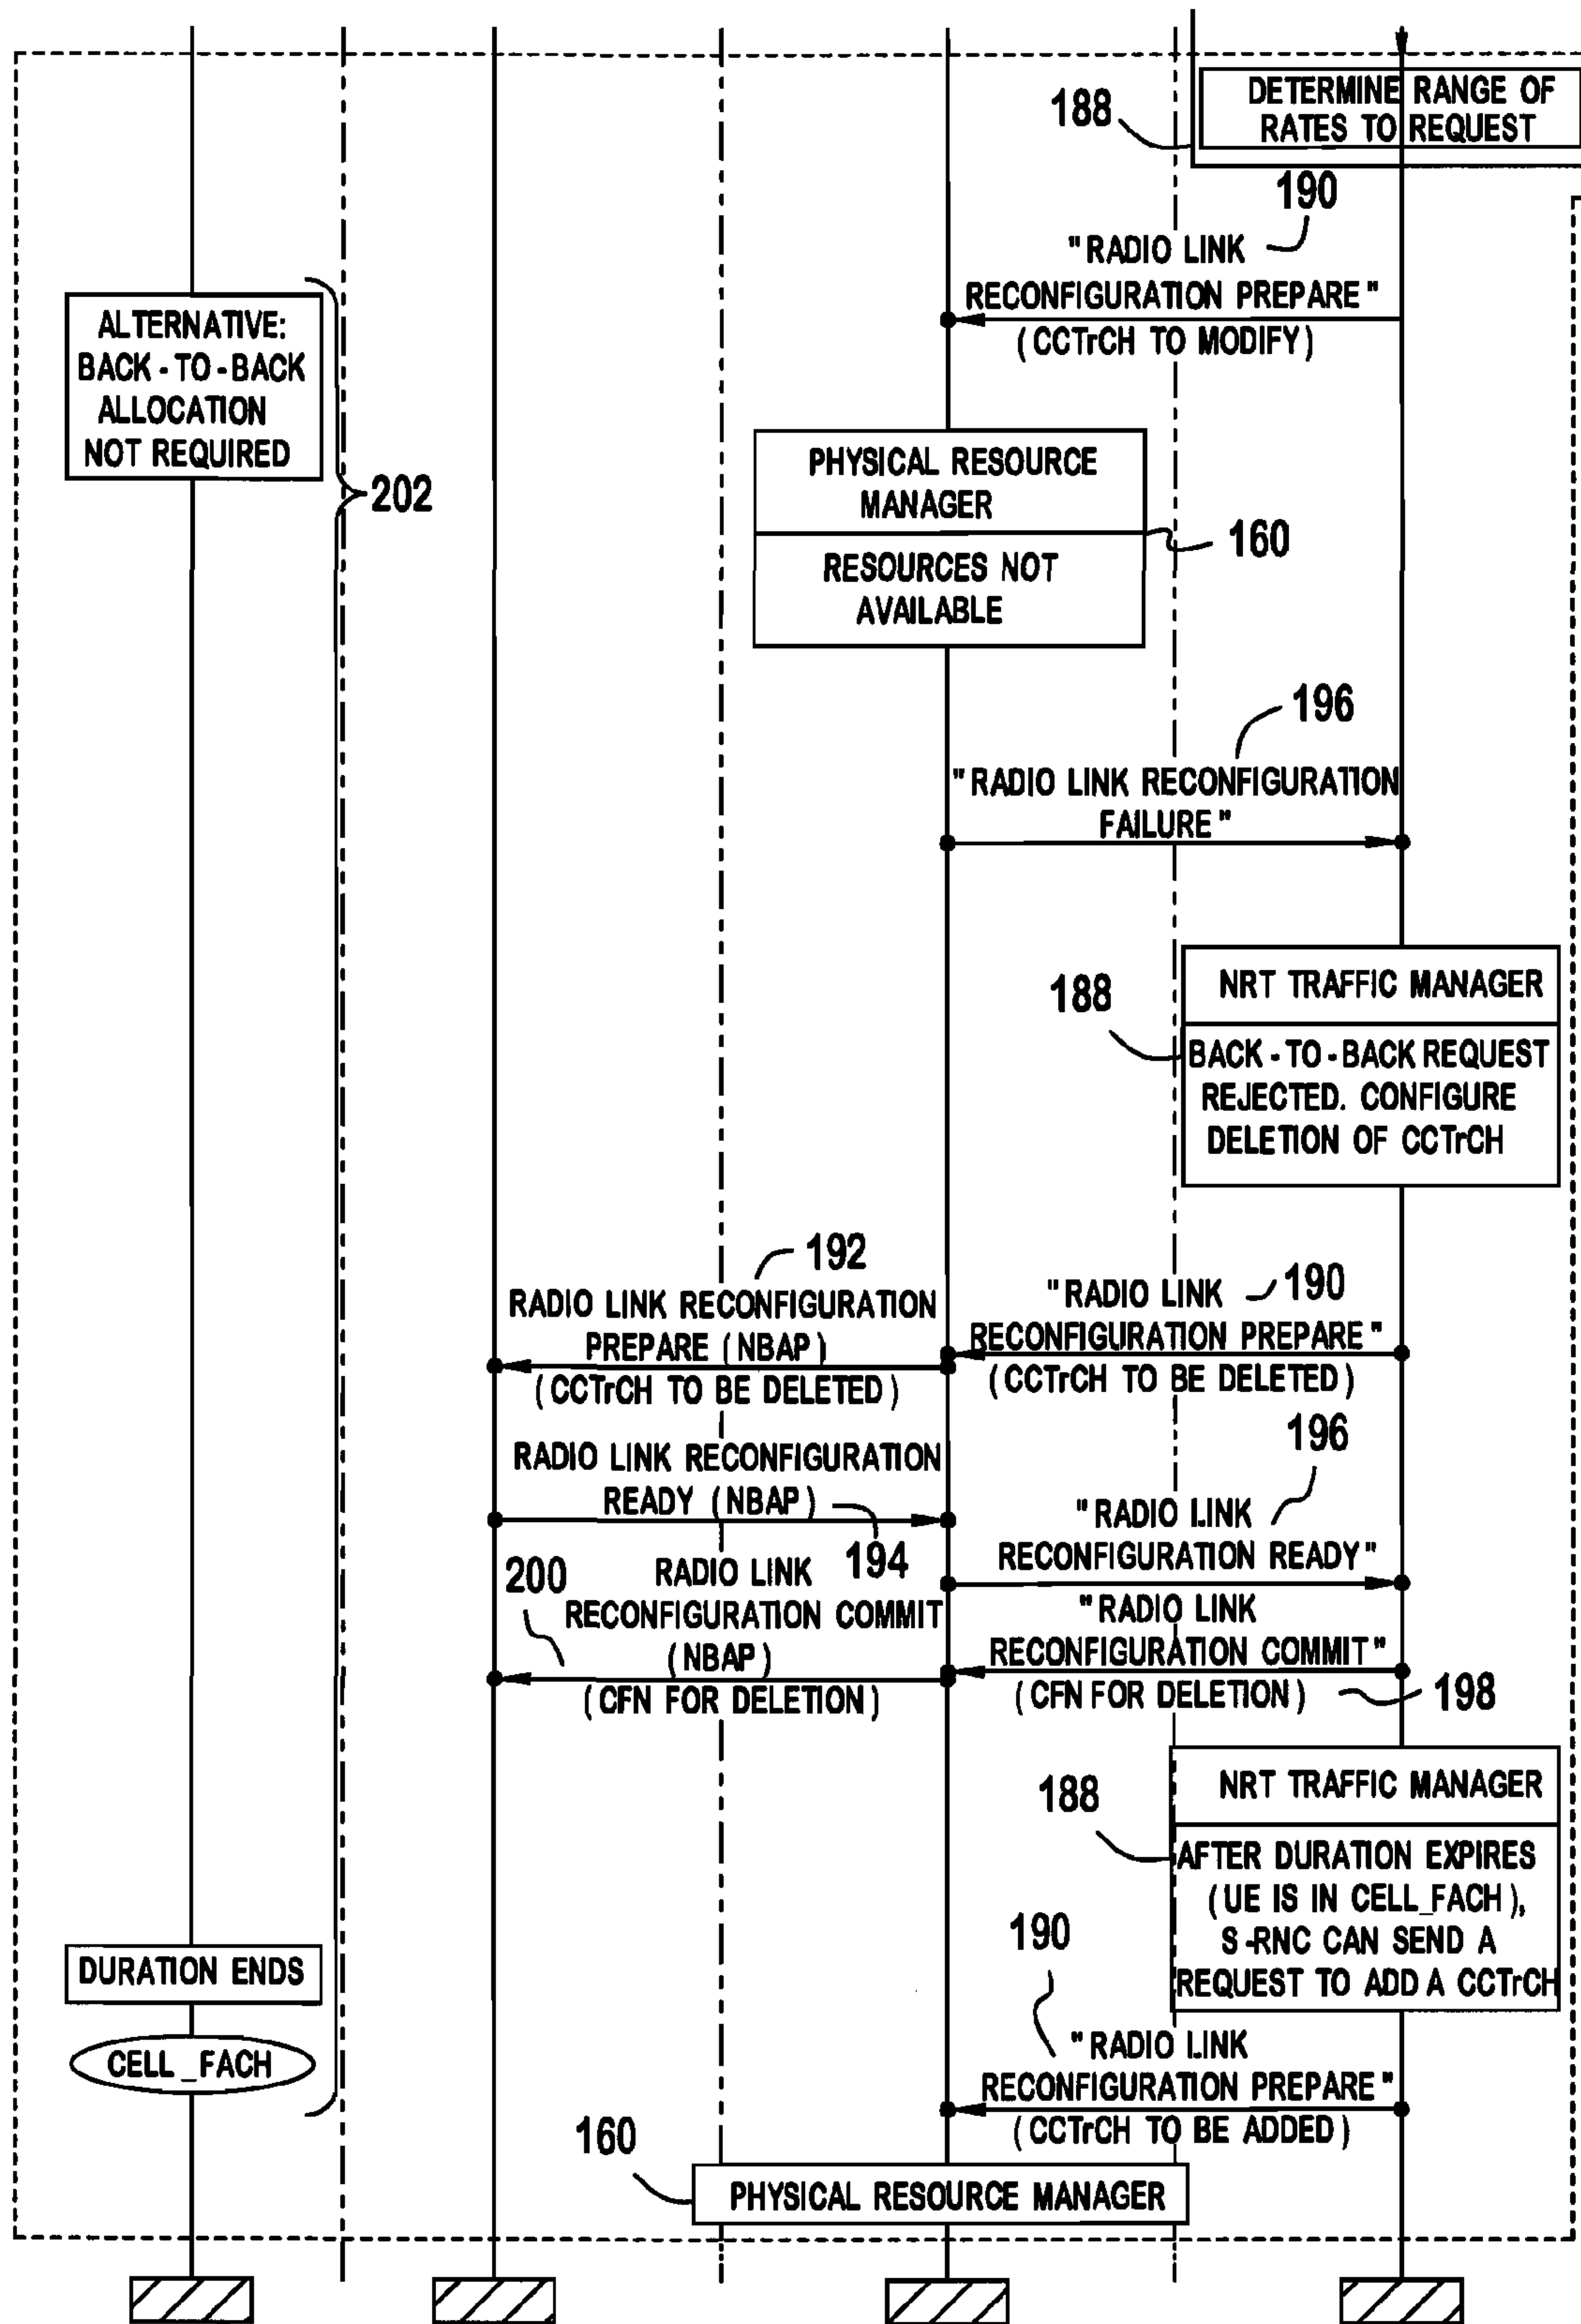 DETERMINE RANGE OF
RATES TO REQUEST
188
190
"RADIO LINK
RECONFIGURATION PREPARE"
(CCTrCH TO MODIFY)
ALTERNATIVE:
BACK-TO-BACK
ALLOCATION
NOT REQUIRED
202
PHYSICAL RESOURCE
MANAGER
160
RESOURCES NOT
AVAILABLE
196
"RADIO LINK RECONFIGURATION
FAILURE"
NRT TRAFFIC MANAGER
188
BACK-TO-BACK REQUEST
REJECTED. CONFIGURE
DELETION OF CCTrCH
192
RADIO LINK RECONFIGURATION
PREPARE (NBAP)
(CCTrCH TO BE DELETED)
"RADIO LINK
190
RECONFIGURATION PREPARE"
(CCTrCH TO BE DELETED)
RADIO LINK RECONFIGURATION
READY (NBAP)
194
196
"RADIO LINK
RECONFIGURATION READY"
200
RADIO LINK
RECONFIGURATION COMMIT
(NBAP)
(CFN FOR DELETION)
"RADIO LINK
RECONFIGURATION COMMIT"
(CFN FOR DELETION)
198
NRT TRAFFIC MANAGER
188
AFTER DURATION EXPIRES
(UE IS IN CELL_FACH),
S-RNC CAN SEND A
REQUEST TO ADD A CCTrCH
DURATION ENDS
CELL_FACH
190
"RADIO LINK
RECONFIGURATION PREPARE"
(CCTrCH TO BE ADDED)
160
PHYSICAL RESOURCE MANAGER